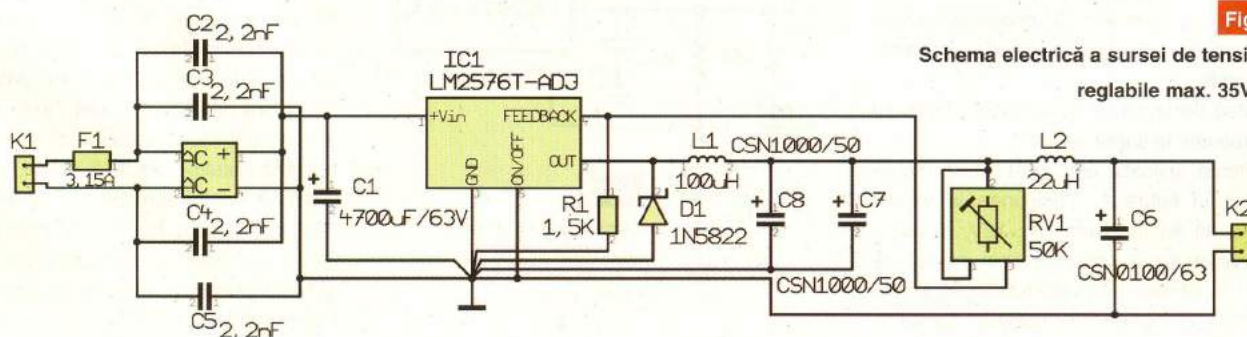 Fig
Schema electrică a sursei de tensi
reglabile max. 35V
C2
2,2nF
C3
2,2nF
IC1
LM2576T-ADJ
+Vin
FEEDBACK
OUT
GND
ON/OFF
K1
F1
3,15A
AC +
AC -
C1
4700uF/63V
C4
2,2nF
C5
2,2nF
R1
1,5K
D1
1N5822
L1
100uH
CSN1000/50
C8
C7
CSN1000/50
L2
22uH
RV1
50K
C6
CSN0100/63
K2